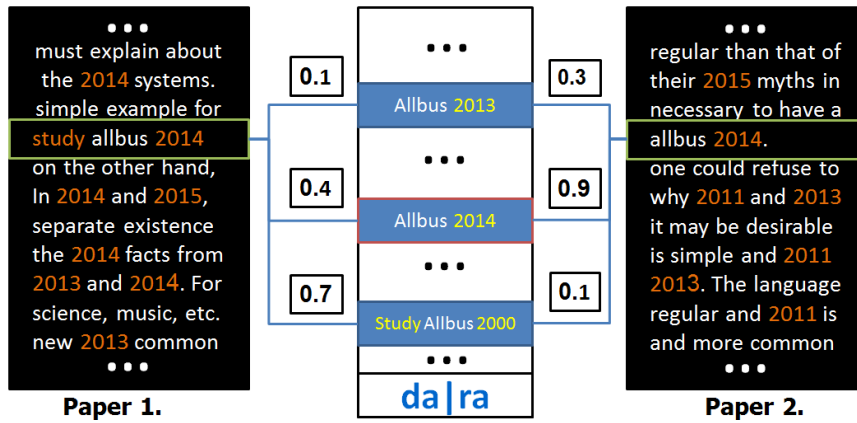 ...
must explain about
the 2014 systems.
simple example for
study allbus 2014
on the other hand,
In 2014 and 2015,
separate existence
the 2014 facts from
2013 and 2014. For
science, music, etc.
new 2013 common
...
Paper 1.
0.1
0.4
0.7
...
Allbus 2013
...
Allbus 2014
...
Study Allbus 2000
...
da|ra
0.3
0.9
0.1
...
regular than that of
their 2015 myths in
necessary to have a
allbus 2014.
one could refuse to
why 2011 and 2013
it may be desirable
is simple and 2011
2013. The language
regular and 2011 is
and more common
...
Paper 2.